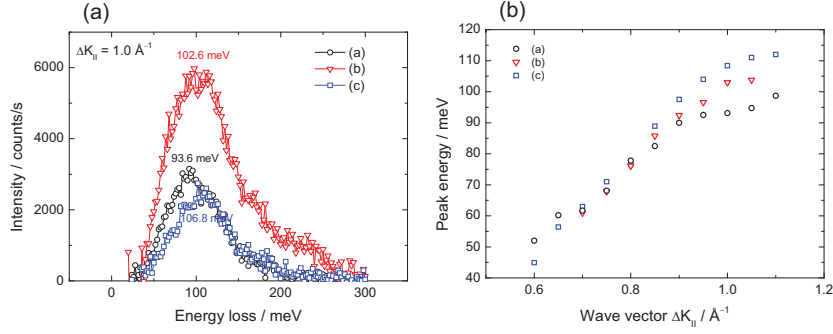 (a)
ΔK|| = 1.0 Å⁻¹
102.6 meV
(a)
(b)
(c)
93.6 meV
106.8 meV
6000
4000
2000
0
0
100
200
300
Intensity / counts/s
Energy loss / meV
(b)
(a)
(b)
(c)
120
110
100
90
80
70
60
50
40
0.6
0.8
1.0
1.2
Peak energy / meV
Wave vector ΔK|| / Å⁻¹